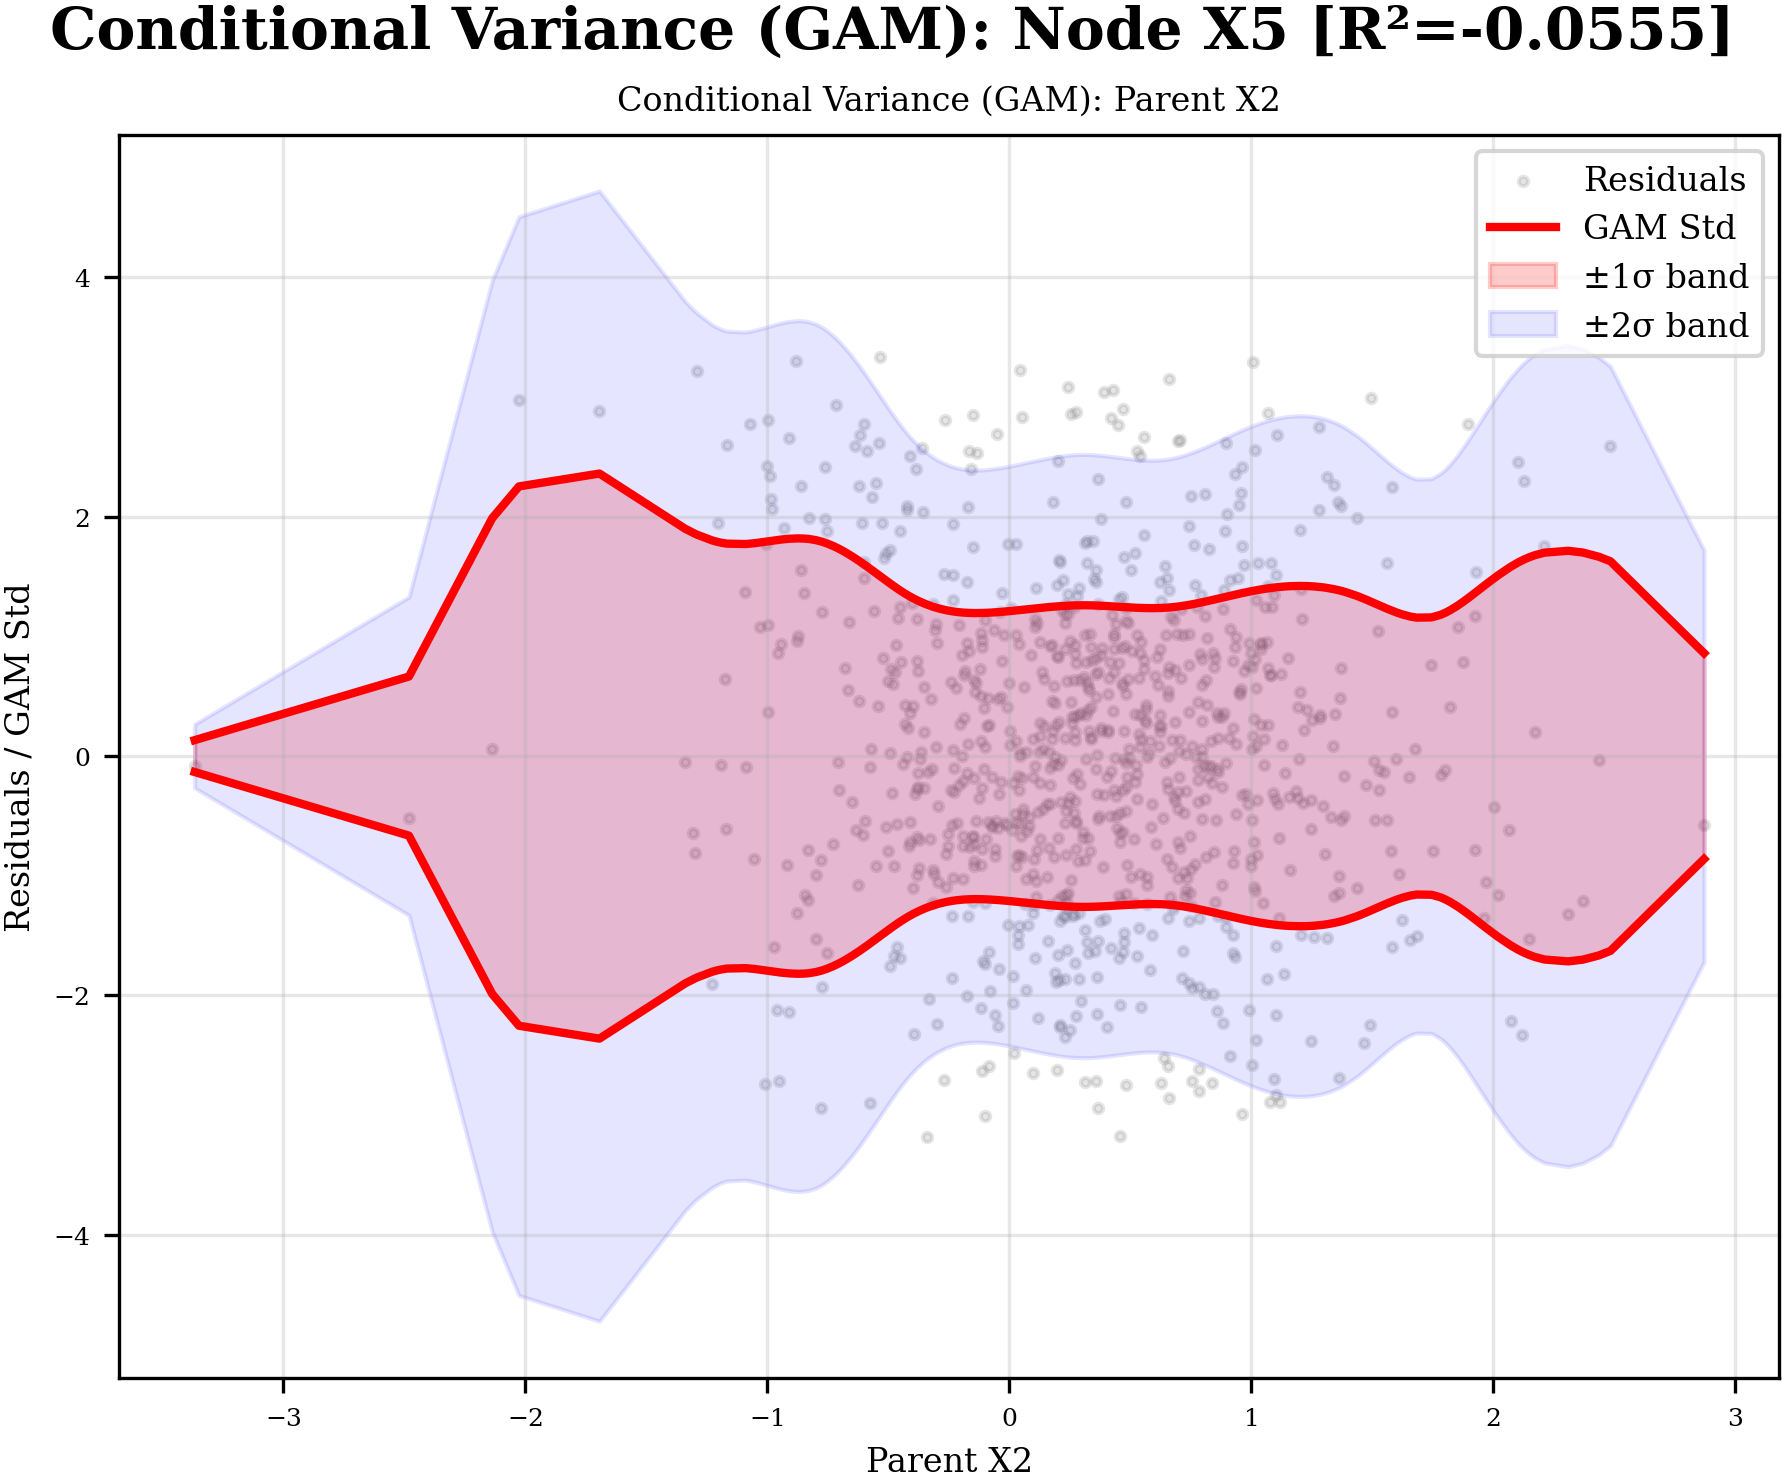 Conditional Variance (GAM): Node X5 [R²=-0.0555]
Conditional Variance (GAM): Parent X2
Residuals
GAM Std
±1σ band
±2σ band
Residuals / GAM Std
4
2
0
−2
−4
−3
−2
−1
0
1
2
3
Parent X2